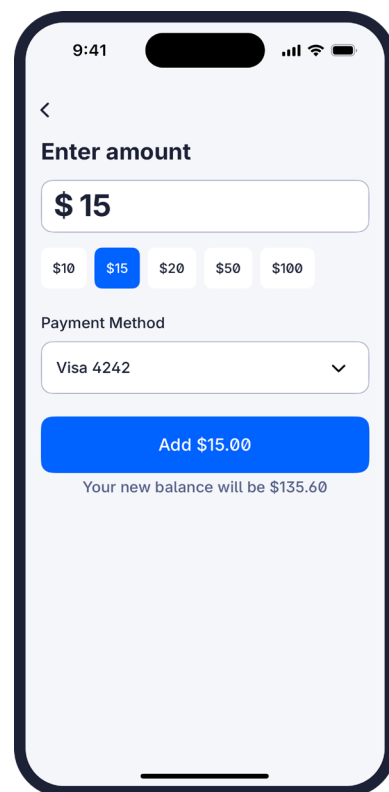 9:41
Enter amount
$ 15
$10 $15 $20 $50 $100
Payment Method
Visa 4242
Add $15.00
Your new balance will be $135.60